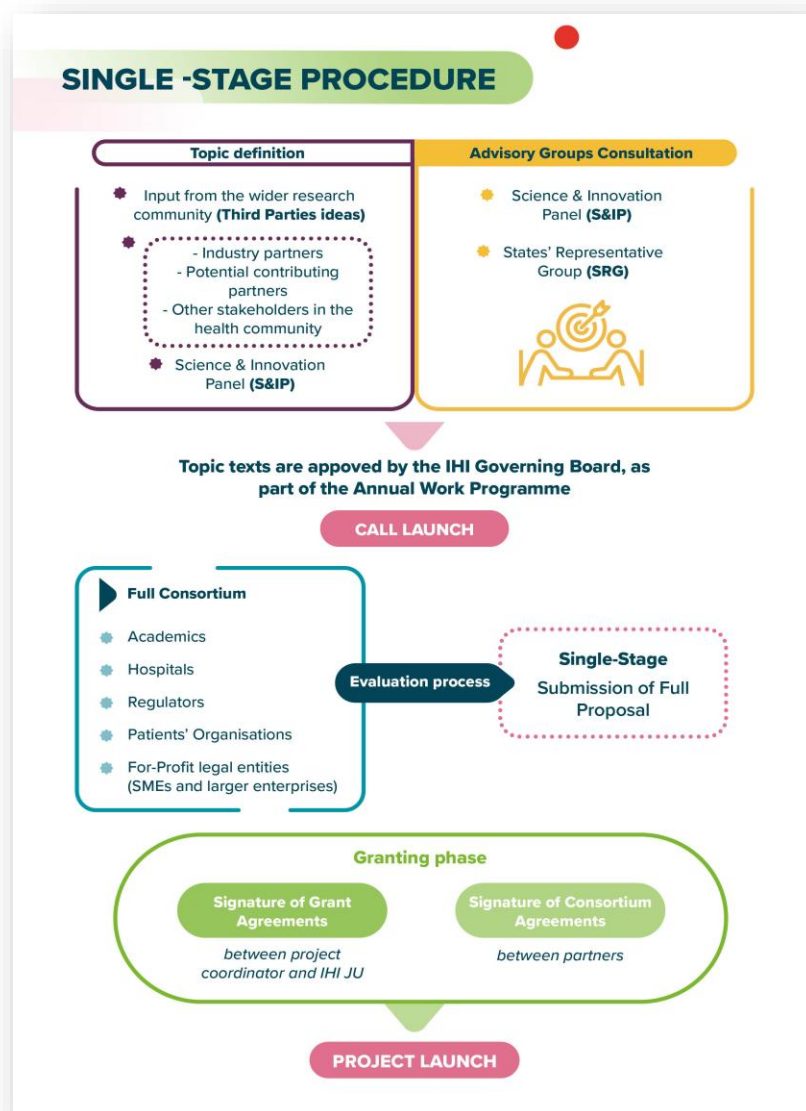 SINGLE -STAGE PROCEDURE
Topic definition
Input from the wider research
community (Third Parties ideas)
- Industry partners
- Potential contributing
partners
- Other stakeholders in the
health community
Science & Innovation
Panel (S&IP)
Advisory Groups Consultation
Science & Innovation
Panel (S&IP)
States' Representative
Group (SRG)
Topic texts are appoved by the IHI Governing Board, as
part of the Annual Work Programme
CALL LAUNCH
Full Consortium
Academics
Hospitals
Regulators
Patients' Organisations
For-Profit legal entities
(SMEs and larger enterprises)
Evaluation process
Single-Stage
Submission of Full
Proposal
Granting phase
Signature of Grant
Agreements
between project
coordinator and IHI JU
Signature of Consortium
Agreements
between partners
PROJECT LAUNCH